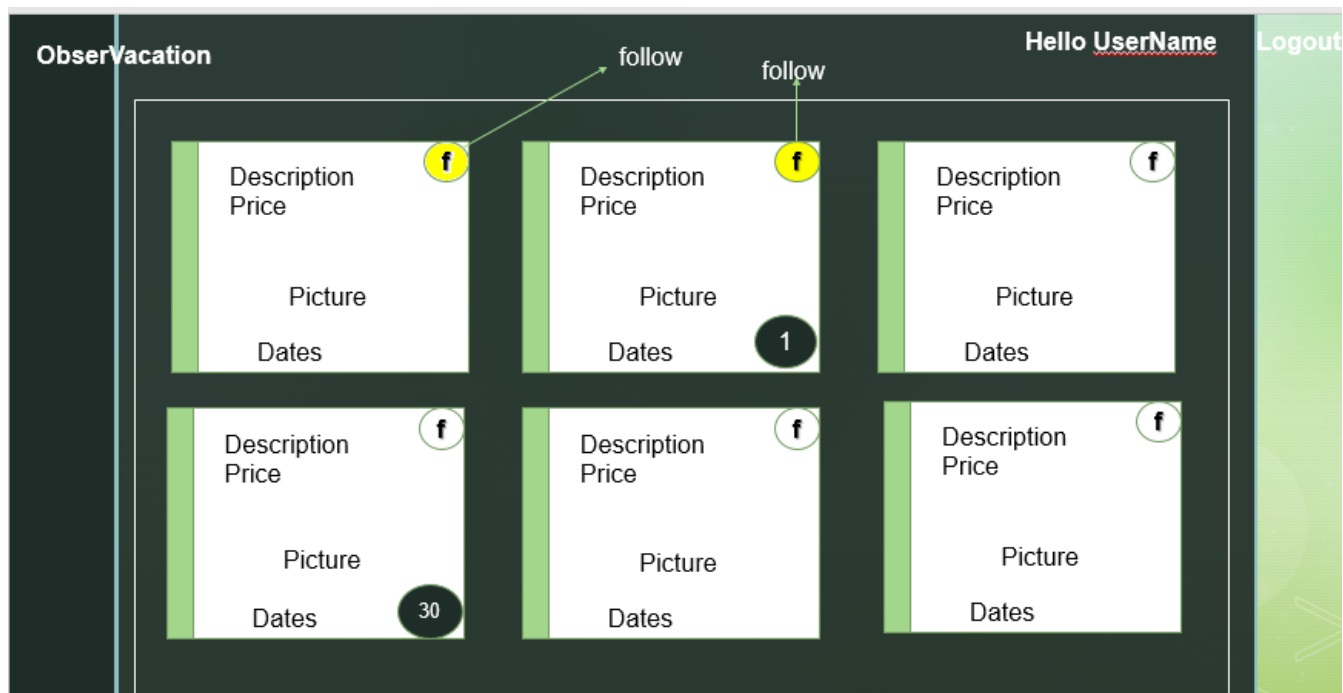 ObserVacation
Hello UserName
Logout
follow
follow
f
Description
Price
Picture
Dates
f
Description
Price
Picture
Dates
1
f
Description
Price
Picture
Dates
f
Description
Price
Picture
Dates
30
f
Description
Price
Picture
Dates
f
Description
Price
Picture
Dates